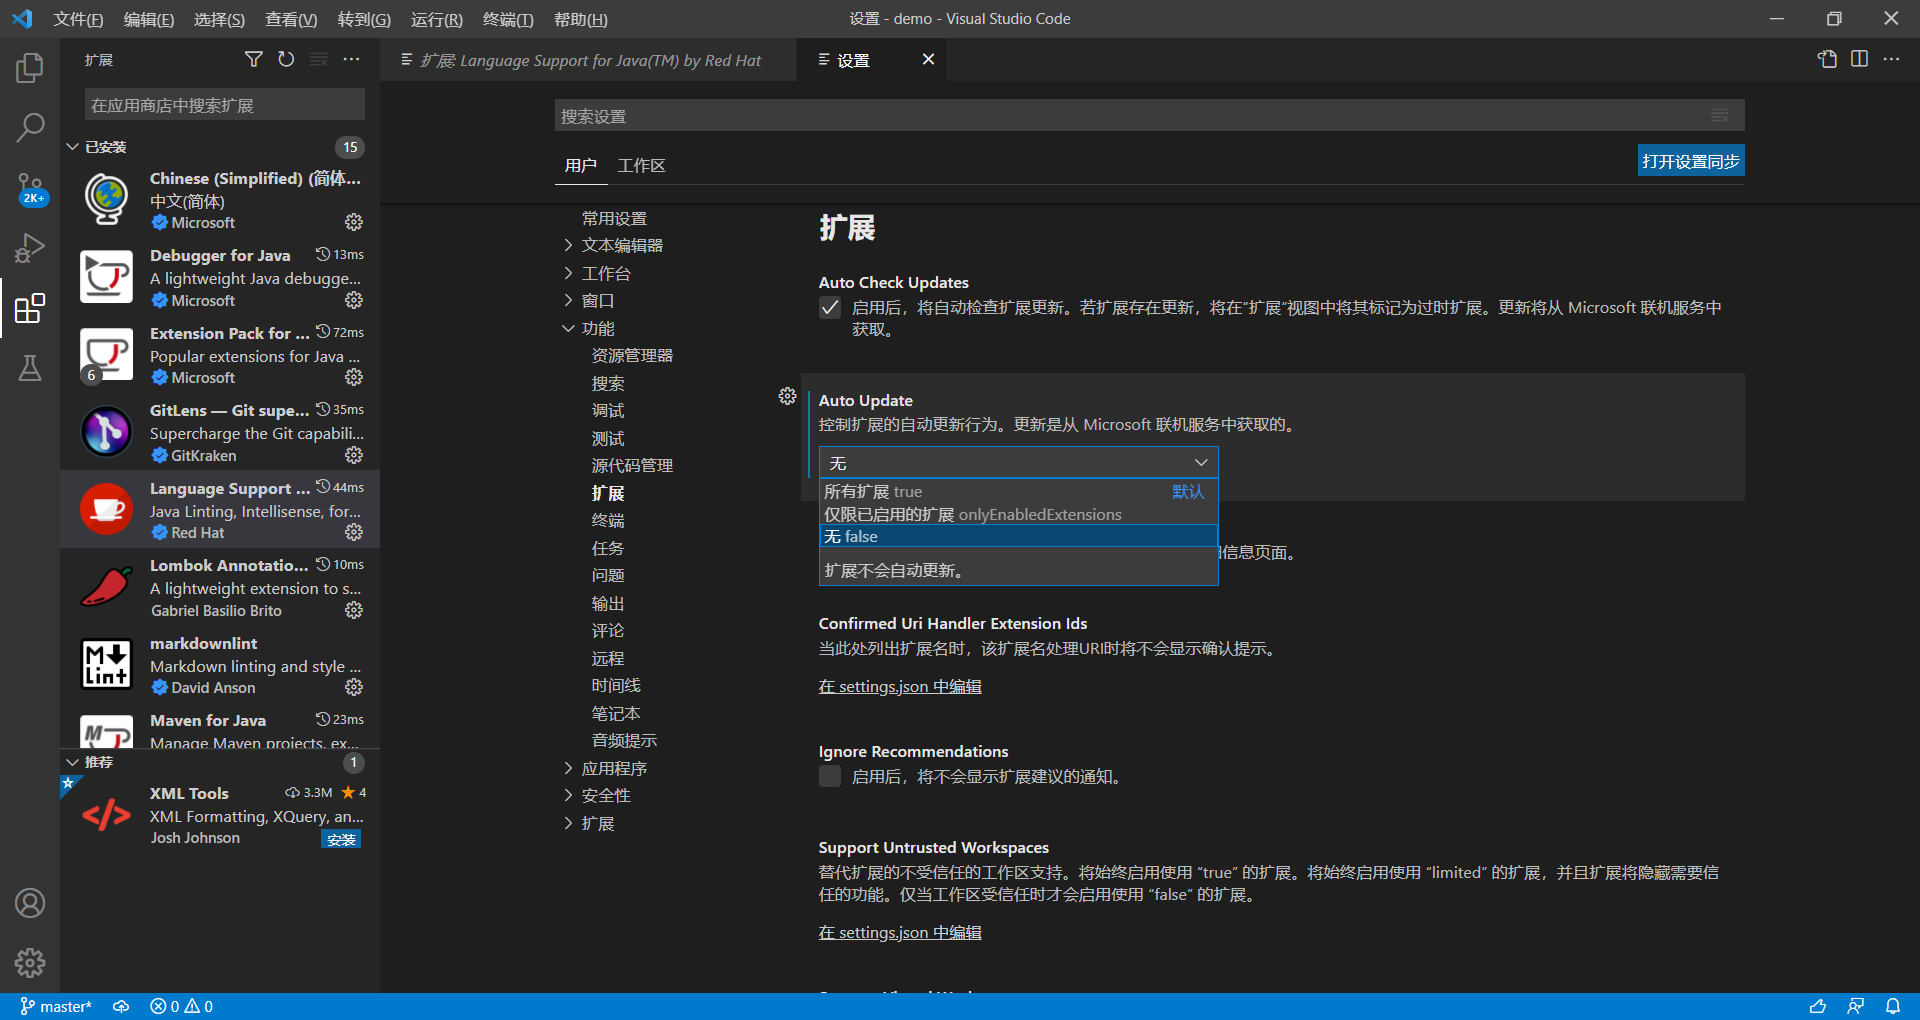 文件(F) 编辑(E) 选择(S) 查看(V) 转到(G) 运行(R) 终端(T) 帮助(H)
设置 - demo - Visual Studio Code
扩展
扩展: Language Support for Java(TM) by Red Hat
设置
在应用商店中搜索扩展
已安装 15
Chinese (Simplified) (简体...
中文(简体)
Microsoft
Debugger for Java 13ms
A lightweight Java debugge...
Microsoft
Extension Pack for ... 72ms
Popular extensions for Java ...
6 Microsoft
GitLens — Git supe... 35ms
Supercharge the Git capabili...
GitKraken
Language Support ... 44ms
Java Linting, Intellisense, for...
Red Hat
Lombok Annotatio... 10ms
A lightweight extension to s...
Gabriel Basilio Brito
M Lint
markdownlint
Markdown linting and style ...
David Anson
Maven for Java 23ms
Manage Maven projects, ex...
推荐 1
XML Tools 3.3M 4
XML Formatting, XQuery, an...
Josh Johnson 安装
2K+
搜索设置
用户 工作区
打开设置同步
常用设置
文本编辑器
工作台
窗口
功能
资源管理器
搜索
调试
测试
源代码管理
扩展
终端
任务
问题
输出
评论
远程
时间线
笔记本
音频提示
应用程序
安全性
扩展
扩展
Auto Check Updates
启用后，将自动检查扩展更新。若扩展存在更新，将在“扩展”视图中将其标记为过时扩展。更新将从 Microsoft 联机服务中
获取。
Auto Update
控制扩展的自动更新行为。更新是从 Microsoft 联机服务中获取的。
无
所有扩展 true 默认
仅限已启用的扩展 onlyEnabledExtensions
无 false
扩展不会自动更新。
信息页面。
Confirmed Uri Handler Extension Ids
当此处列出扩展名时，该扩展名处理URI时将不会显示确认提示。
在 settings.json 中编辑
Ignore Recommendations
启用后，将不会显示扩展建议的通知。
Support Untrusted Workspaces
替代扩展的不受信任的工作区支持。将始终启用使用 “true” 的扩展。将始终启用使用 “limited” 的扩展，并且扩展将隐藏需要信
任的功能。仅当工作区受信任时才会启用使用 “false” 的扩展。
在 settings.json 中编辑
master* 0 0